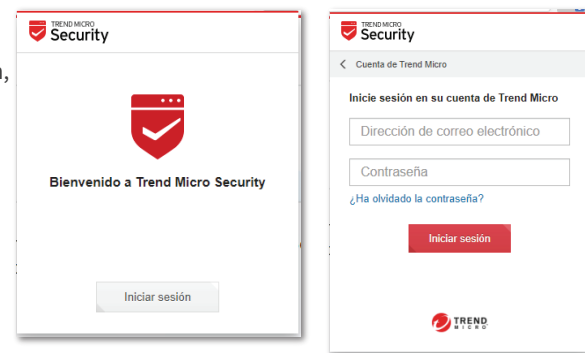 TREND MICRO
Security
Bienvenido a Trend Micro Security
Iniciar sesión
TREND MICRO
Security
Cuenta de Trend Micro
Inicie sesión en su cuenta de Trend Micro
Dirección de correo electrónico
Contraseña
¿Ha olvidado la contraseña?
Iniciar sesión
TREND
MICRO